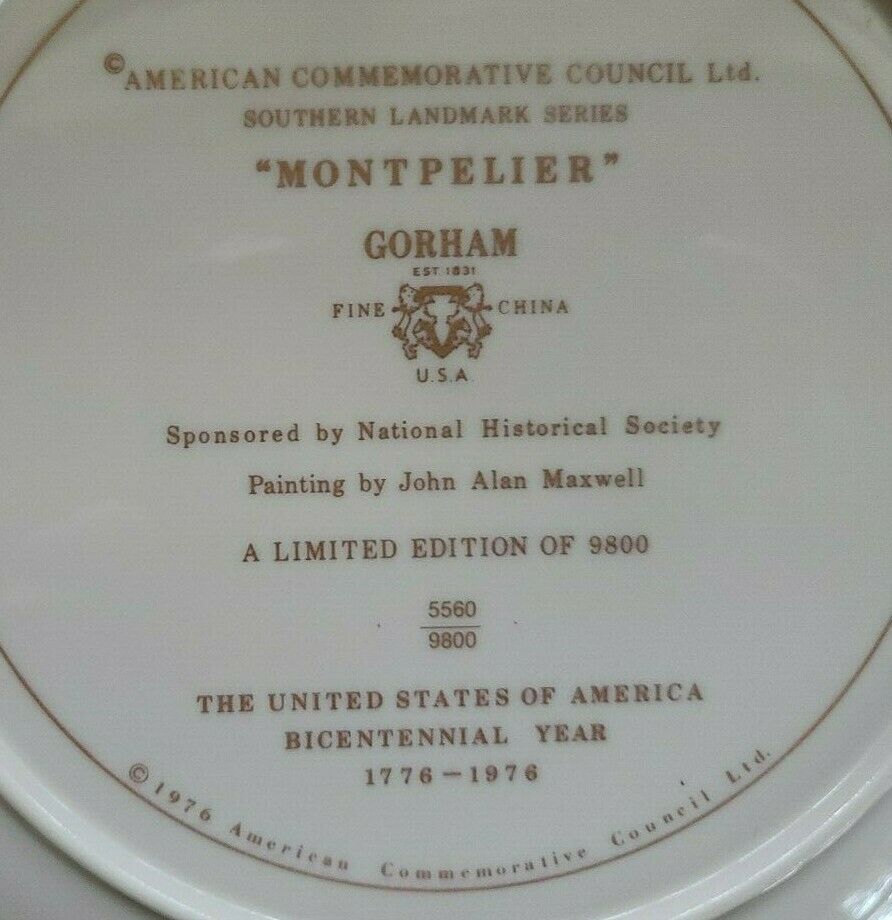 © AMERICAN COMMEMORATIVE COUNCIL Ltd.
SOUTHERN LANDMARK SERIES
“MONTPELIER”
GORHAM
EST 1831
FINE CHINA
U.S.A.
Sponsored by National Historical Society
Painting by John Alan Maxwell
A LIMITED EDITION OF 9800
5560
9800
THE UNITED STATES OF AMERICA
BICENTENNIAL YEAR
1776–1976
© 1976 American Commemorative Council Ltd.